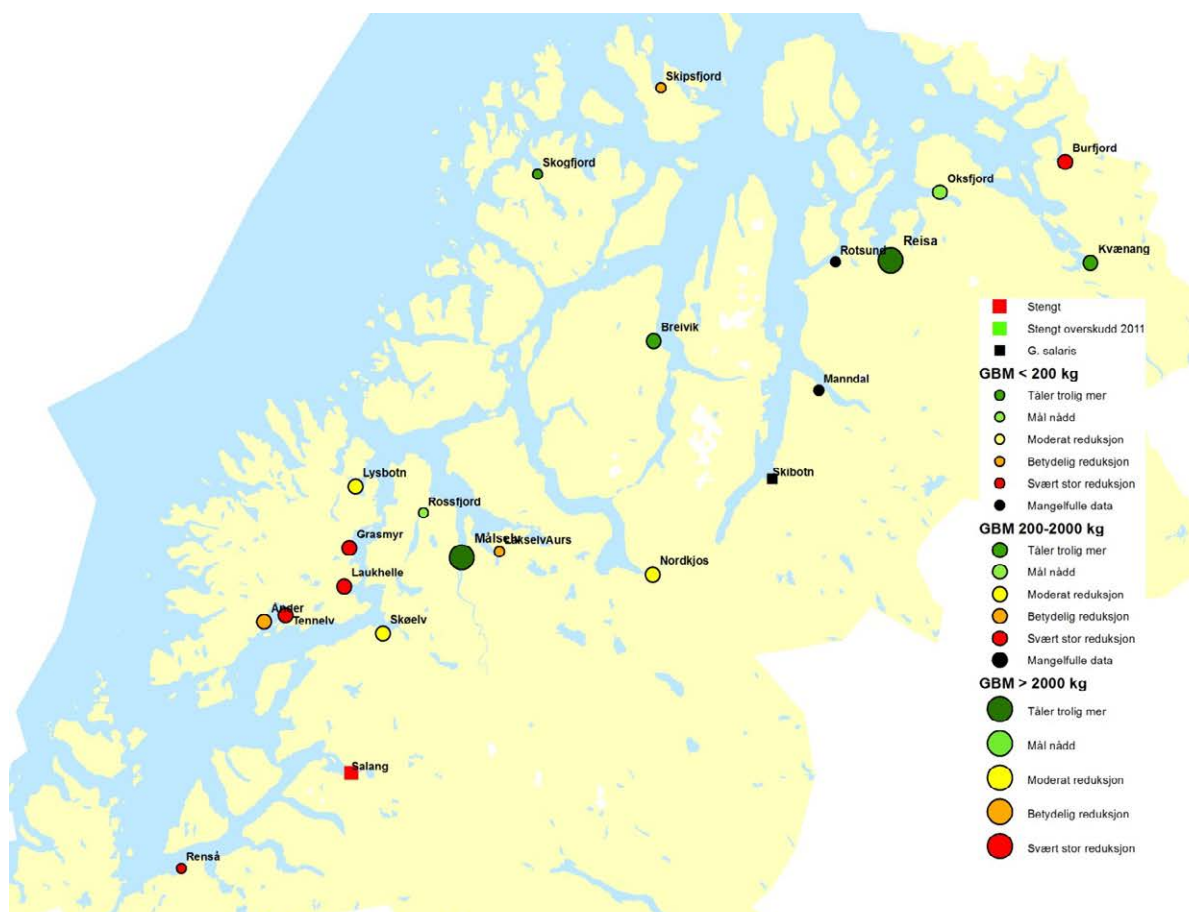 Skipsfjord
Skogfjord
Burfjord
Oksfjord
Reisa
Rotsund
Kvænang
Breivik
Manndal
Skibotn
Lysbotn
Rossfjord
Grasmyr
Målselv
LakselvAurs
Nordkjos
Laukhelle
Ånder
Tennelv
Skøelv
Salang
Renså
Stengt
Stengt overskudd 2011
G. salaris
GBM < 200 kg
Tåler trolig mer
Mål nådd
Moderat reduksjon
Betydelig reduksjon
Svært stor reduksjon
Mangelfulle data
GBM 200-2000 kg
Tåler trolig mer
Mål nådd
Moderat reduksjon
Betydelig reduksjon
Svært stor reduksjon
Mangelfulle data
GBM > 2000 kg
Tåler trolig mer
Mål nådd
Moderat reduksjon
Betydelig reduksjon
Svært stor reduksjon